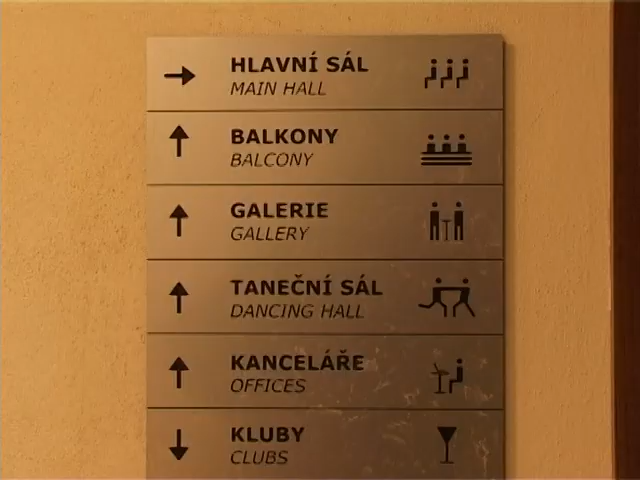 HLAVNÍ SÁL
MAIN HALL
BALKONY
BALCONY
GALERIE
GALLERY
TANEČNÍ SÁL
DANCING HALL
KANCELÁŘE
OFFICES
KLUBY
CLUBS